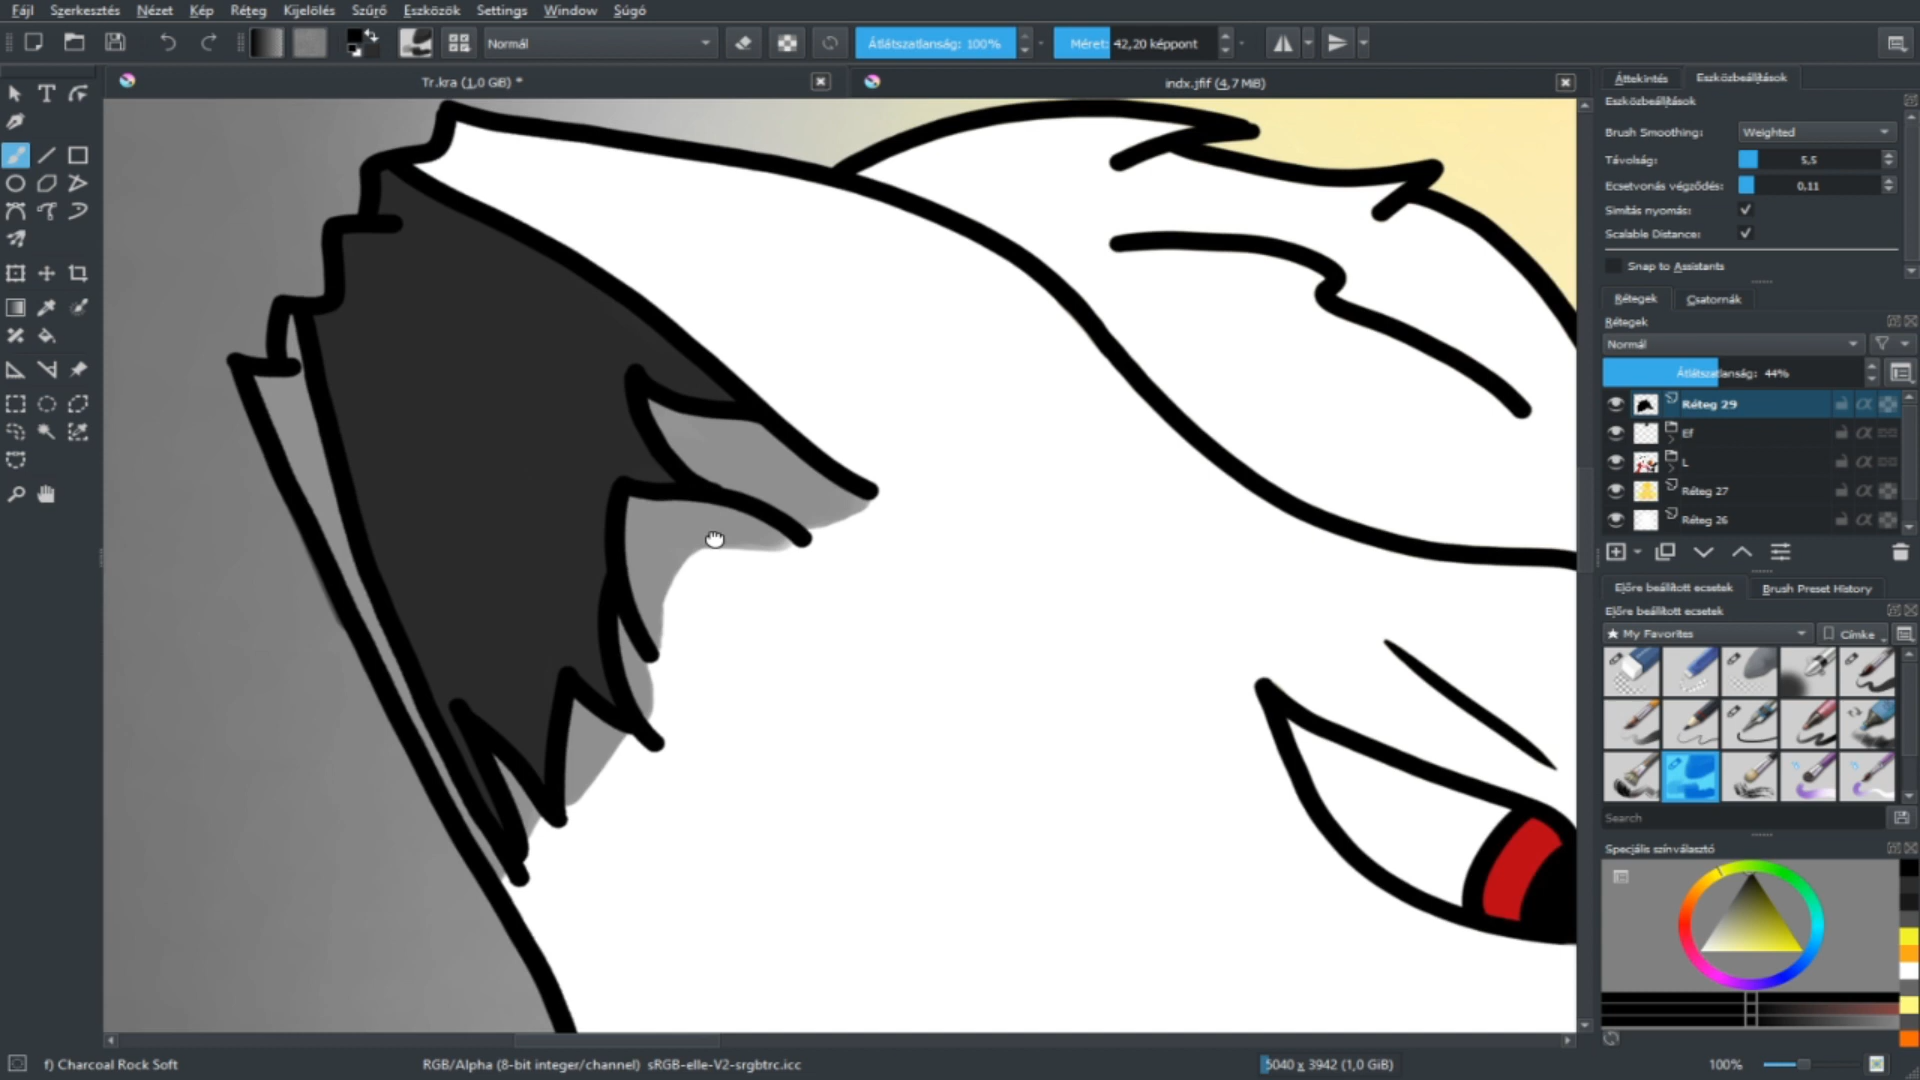 Fájl Szerkesztés Nézet Kép Réteg Kijelölés Szűrő Eszközök Settings Window Súgó
Normál
Átlátszatlanság: 100%
Méret: 42,20 képpont
Tr.kra (1,0 GiB) *
indx.jfif (4,7 MiB)
Áttekintés Eszközbeállítások
Eszközbeállítások
Brush Smoothing: Weighted
Távolság: 5,5
Ecsetvonás végződés: 0,11
Simítás nyomás:
Scalable Distance:
Snap to Assistants
Rétegek Csatornák
Rétegek
Normál
Átlátszatlanság: 44%
Réteg 29
Ef
L
Réteg 27
Réteg 26
Előre beállított ecsetek Brush Preset History
Előre beállított ecsetek
★ My Favorites Címke
Search
Speciális színválasztó
f) Charcoal Rock Soft
RGB/Alpha (8-bit integer/channel) sRGB-elle-V2-srgbtrc.icc
5040 x 3942 (1,0 GiB)
100%